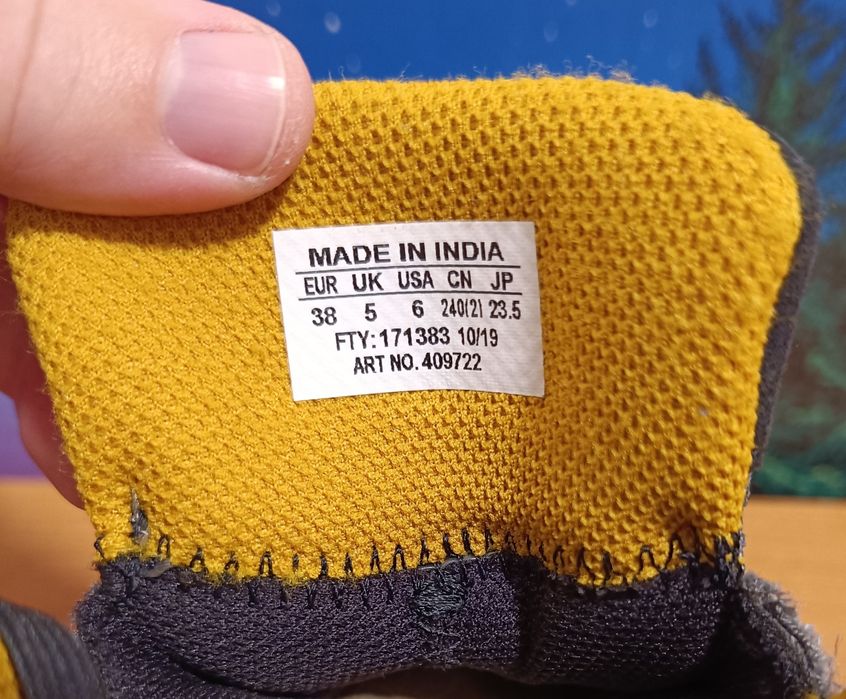 MADE IN INDIA
EUR UK USA CN JP
38 5 6 240(2) 23.5
FTY: 171383 10/19
ART NO. 409722